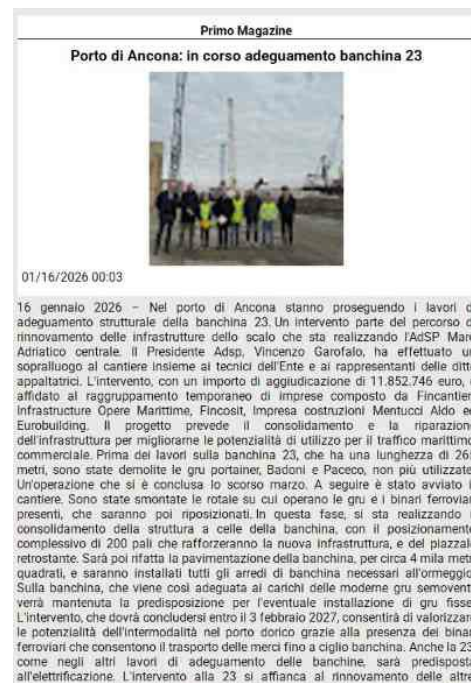 Primo Magazine
Porto di Ancona: in corso adeguamento banchina 23
01/16/2026 00:03
16 gennaio 2026 – Nel porto di Ancona stanno proseguendo i lavori d
adeguamento strutturale della banchina 23. Un intervento parte del percorso d
rinnovamento delle infrastrutture dello scalo che sta realizzando l'AdSP Mare
Adriatico centrale. Il Presidente Adsp, Vincenzo Garofalo, ha effettuato un
sopralluogo al cantiere insieme ai tecnici dell'Ente e ai rappresentanti delle ditte
appaltatrici. L'intervento, con un importo di aggiudicazione di 11.852.746 euro, è
affidato al raggruppamento temporaneo di imprese composto da Fincantieri
Infrastructure Opere Marittime, Fincosit, Impresa costruzioni Mentucci Aldo ed
Eurobuilding. Il progetto prevede il consolidamento e la riparazione
dell'infrastruttura per migliorarne le potenzialità di utilizzo per il traffico marittimo
commerciale. Prima dei lavori sulla banchina 23, che ha una lunghezza di
metri, sono state demolite le gru portainer, Badoni e Paceco, non più utilizzate.
Un'operazione che si è conclusa lo scorso marzo. A seguire è stato avviato i
cantiere. Sono state smontate le rotaie su cui operano le gru e i binari ferroviari
presenti, che saranno poi riposizionati. In questa fase, si sta realizzando i
consolidamento della struttura a celle della banchina, con il posizionamento
complessivo di 200 pali che rafforzeranno la nuova infrastruttura, e del piazzale
retrostante. Sarà poi rifatta la pavimentazione della banchina, per circa 4 mila metri
quadrati, e saranno installati tutti gli arredi di banchina necessari all'ormeggio.
Sulla banchina, che viene così adeguata ai carichi delle moderne gru semoventi,
verrà mantenuta la predisposizione per l'eventuale installazione di gru fisse.
L'intervento, che dovrà concludersi entro il 3 febbraio 2027, consentirà di valorizzare
le potenzialità dell'intermodalità nel porto dorico grazie alla presenza dei binari
ferroviari che consentono il trasporto delle merci fino a ciglio banchina. Anche la 23,
come negli altri lavori di adeguamento delle banchine, sarà predisposta
all'elettrificazione. L'intervento alla 23 si affianca al rinnovamento delle altre